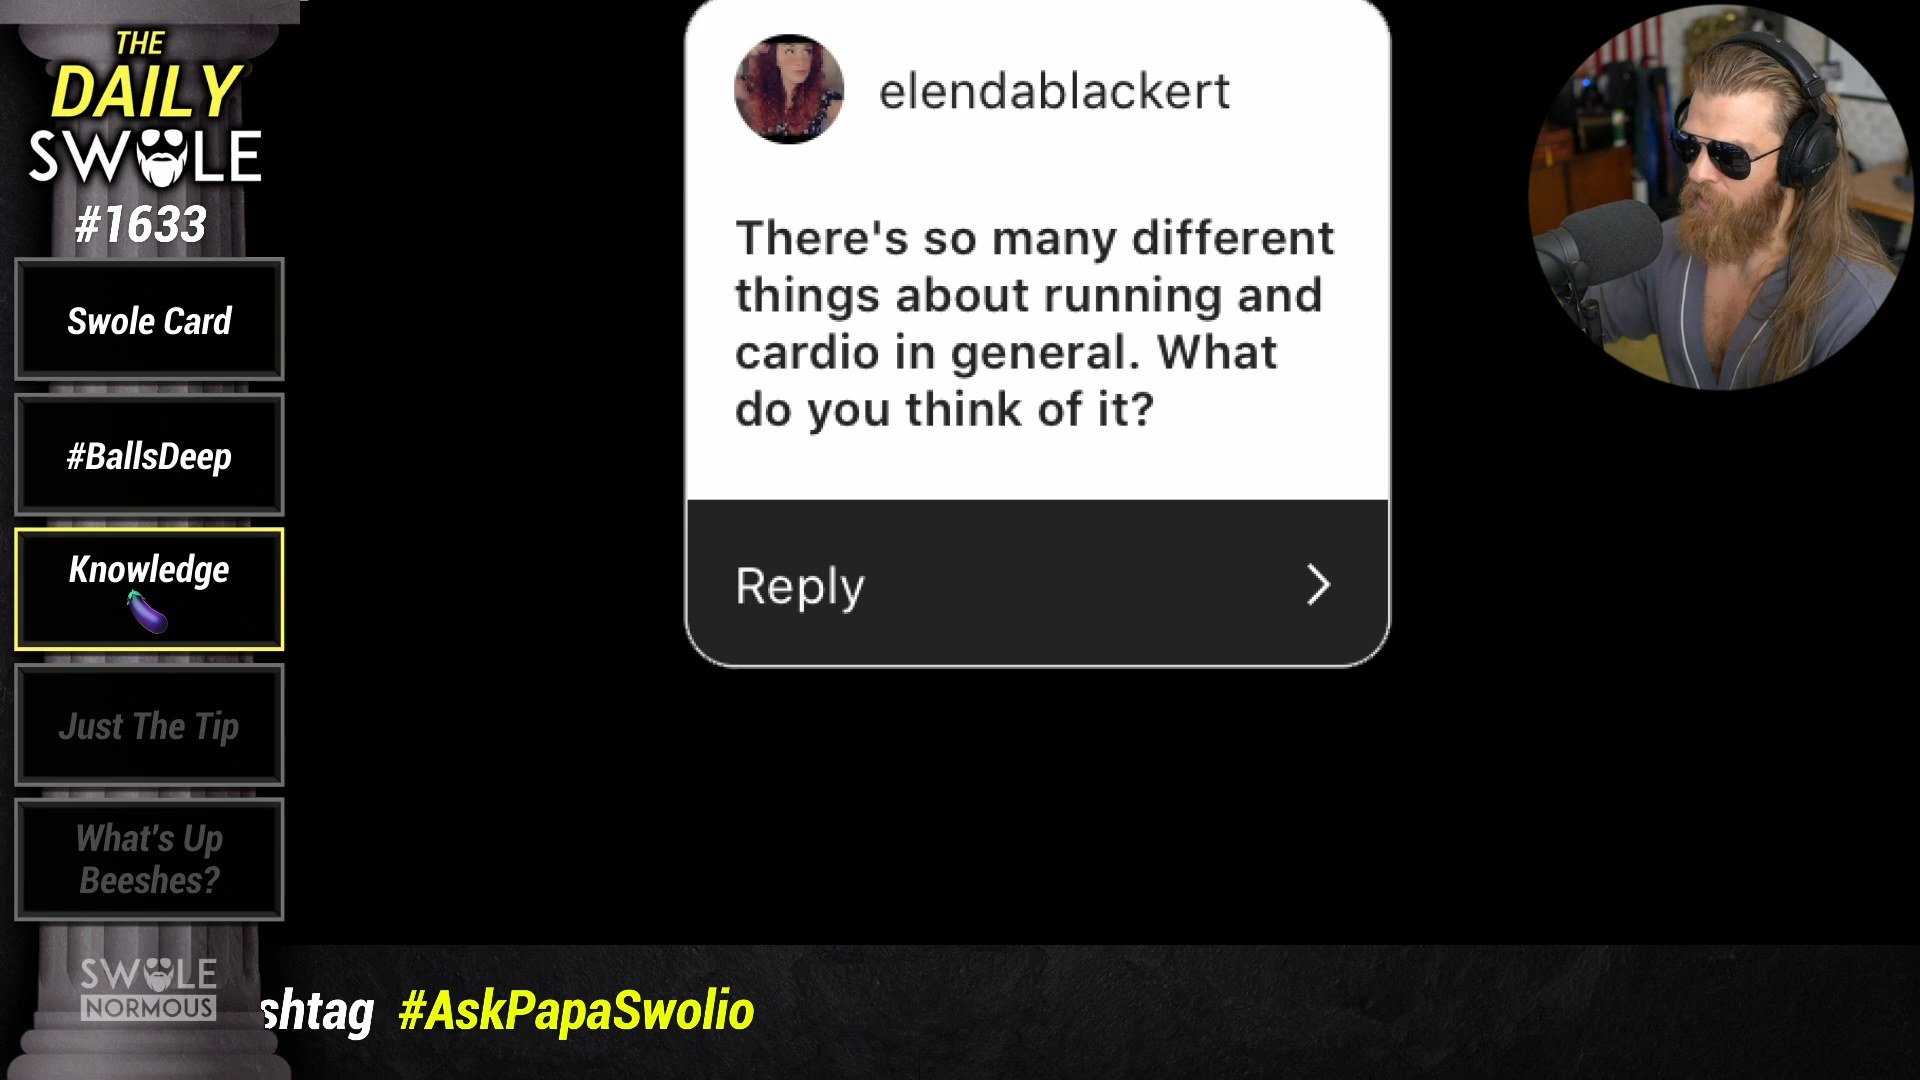 THE
DAILY
SWOLE
#1633
Swole Card
#BallsDeep
Knowledge
Just The Tip
What's Up
Beeshes?
SWOLE
NORMOUS
elendablackert
There's so many different
things about running and
cardio in general. What
do you think of it?
Reply
shtag #AskPapaSwolio